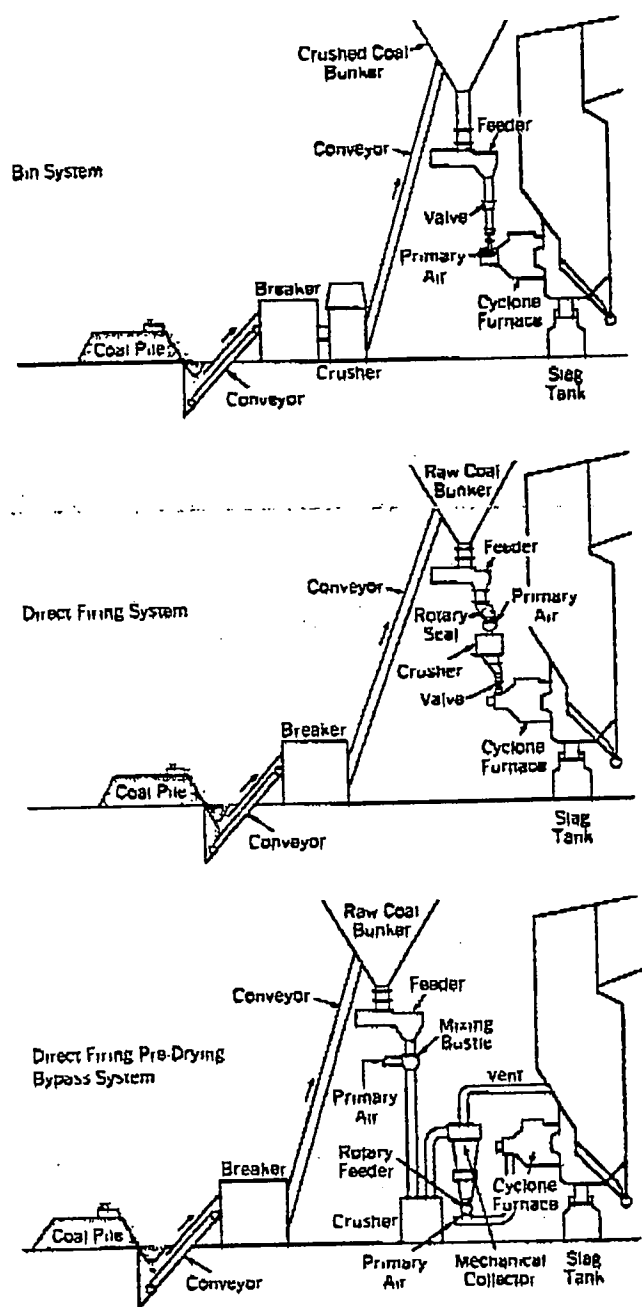 Crushed Coal
Bunker
Feeder
Conveyor
Bin System
Valve
Primary
Air
Breaker
Cyclone
Furnace
Coal Pile
Crusher
Conveyor
Slag
Tank
Raw Coal
Bunker
Feeder
Conveyor
Primary
Air
Rotary
Seal
Direct Firing System
Crusher
Valve
Breaker
Cyclone
Furnace
Coal Pile
Conveyor
Slag
Tank
Raw Coal
Bunker
Conveyor
Feeder
Mixing
Bustle
Direct Firing Pre-Drying
Bypass System
Vent
Primary
Air
Rotary
Feeder
Breaker
Cyclone
Furnace
Crusher
Coal Pile
Primary
Air
Mechanical
Collector
Slag
Tank
Conveyor